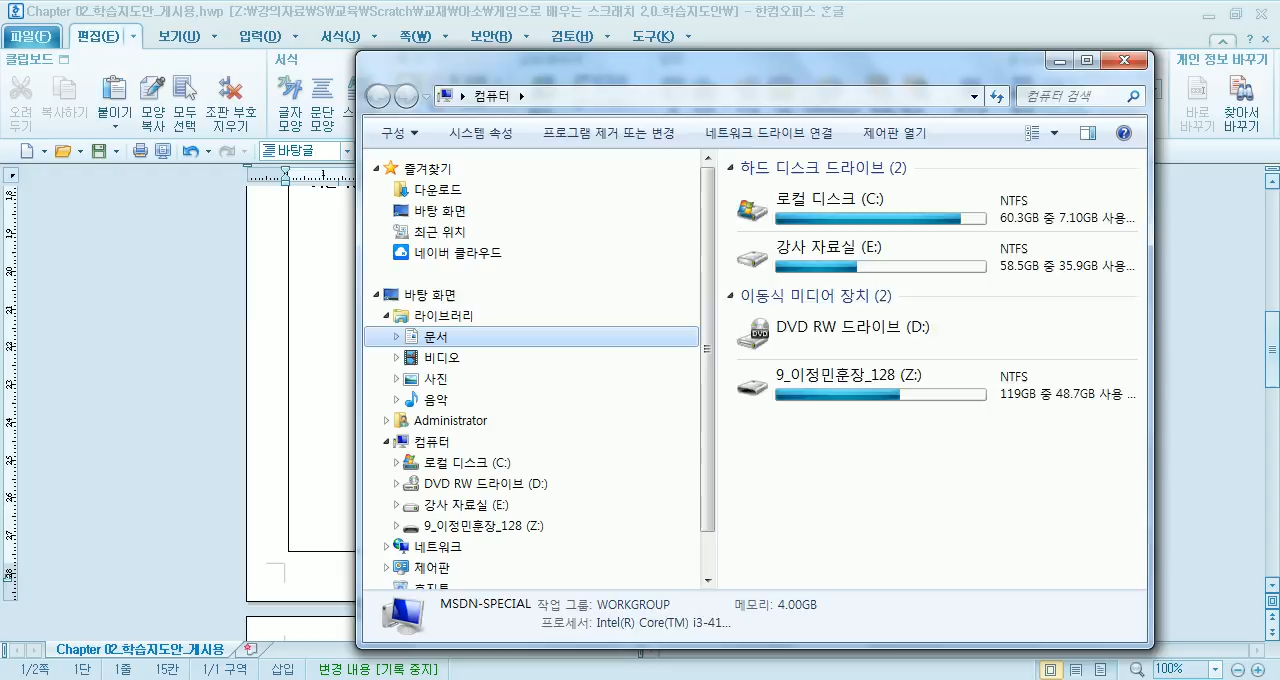 Chapter 02_학습지도안_게시용.hwp [Z:₩강의자료₩S₩교육₩Scratch₩교재₩마소₩게임으로 배우는 스크래치 2,0_학습지도안₩] - 한컴오피스 한글
파일(F) 편집(E) 보기(U) 입력(D) 서식(J) 쪽(W) 보안(R) 검토(H) 도구(K)
클립보드 서식 개인 정보 바꾸기
오려두기 복사하기 붙이기 모양 복사 모두 선택 조판 부호 지우기 글자 모양 문단 모양 바로 바꾸기 찾아서 바꾸기
바탕글
컴퓨터
컴퓨터 검색
구성 시스템 속성 프로그램 제거 또는 변경 네트워크 드라이브 연결 제어판 열기
즐겨찾기
다운로드
바탕 화면
최근 위치
네이버 클라우드
바탕 화면
라이브러리
문서
비디오
사진
음악
Administrator
컴퓨터
로컬 디스크 (C:)
DVD RW 드라이브 (D:)
강사 자료실 (E:)
9_이정민훈장_128 (Z:)
네트워크
제어판
하드 디스크 드라이브 (2)
로컬 디스크 (C:)
NTFS
60.3GB 중 7.10GB 사용...
강사 자료실 (E:)
NTFS
58.5GB 중 35.9GB 사용...
이동식 미디어 장치 (2)
DVD RW 드라이브 (D:)
9_이정민훈장_128 (Z:)
NTFS
119GB 중 48.7GB 사용 ...
MSDN-SPECIAL 작업 그룹: WORKGROUP 메모리: 4.00GB
프로세서: Intel(R) Core(TM) i3-41...
Chapter 02_학습지도안_게시용
1/2쪽 1단 1줄 15칸 1/1 구역 삽입 변경 내용 [기록 중지] 100%